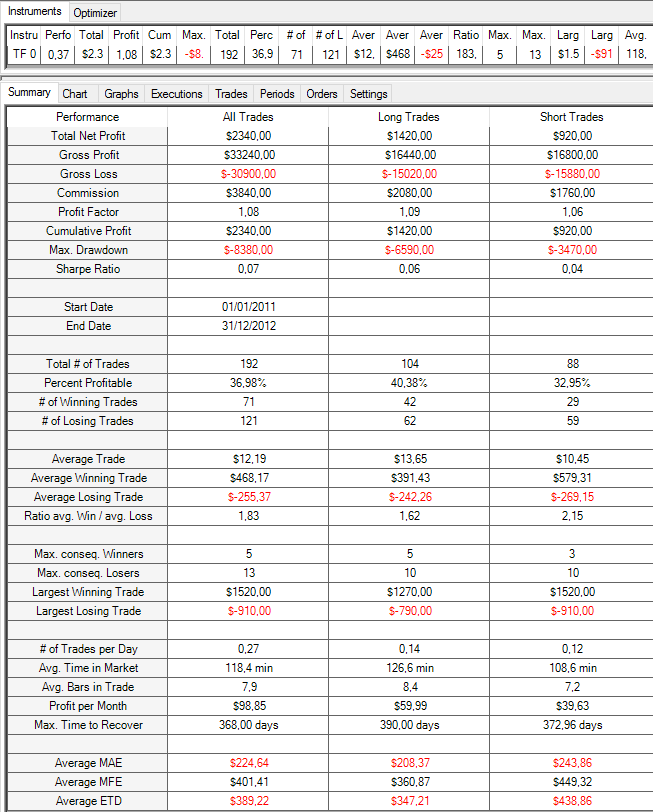 Instruments Optimizer
Instru Perfo Total Profit Cum Max. Total Perc # of # of L Aver Aver Aver Ratio Max. Max. Larg Larg Avg.
TF 0 0,37 $2.3 1,08 $2.3 -$8. 192 36,9 71 121 $12, $468 -$25 183, 5 13 $1.5 -$91 118,
Summary Chart Graphs Executions Trades Periods Orders Settings
Performance All Trades Long Trades Short Trades
Total Net Profit $2340,00 $1420,00 $920,00
Gross Profit $33240,00 $16440,00 $16800,00
Gross Loss $-30900,00 $-15020,00 $-15880,00
Commission $3840,00 $2080,00 $1760,00
Profit Factor 1,08 1,09 1,06
Cumulative Profit $2340,00 $1420,00 $920,00
Max. Drawdown $-8380,00 $-6590,00 $-3470,00
Sharpe Ratio 0,07 0,06 0,04
Start Date 01/01/2011
End Date 31/12/2012
Total # of Trades 192 104 88
Percent Profitable 36,98% 40,38% 32,95%
# of Winning Trades 71 42 29
# of Losing Trades 121 62 59
Average Trade $12,19 $13,65 $10,45
Average Winning Trade $468,17 $391,43 $579,31
Average Losing Trade $-255,37 $-242,26 $-269,15
Ratio avg. Win / avg. Loss 1,83 1,62 2,15
Max. conseq. Winners 5 5 3
Max. conseq. Losers 13 10 10
Largest Winning Trade $1520,00 $1270,00 $1520,00
Largest Losing Trade $-910,00 $-790,00 $-910,00
# of Trades per Day 0,27 0,14 0,12
Avg. Time in Market 118,4 min 126,6 min 108,6 min
Avg. Bars in Trade 7,9 8,4 7,2
Profit per Month $98,85 $59,99 $39,63
Max. Time to Recover 368,00 days 390,00 days 372,96 days
Average MAE $224,64 $208,37 $243,86
Average MFE $401,41 $360,87 $449,32
Average ETD $389,22 $347,21 $438,86